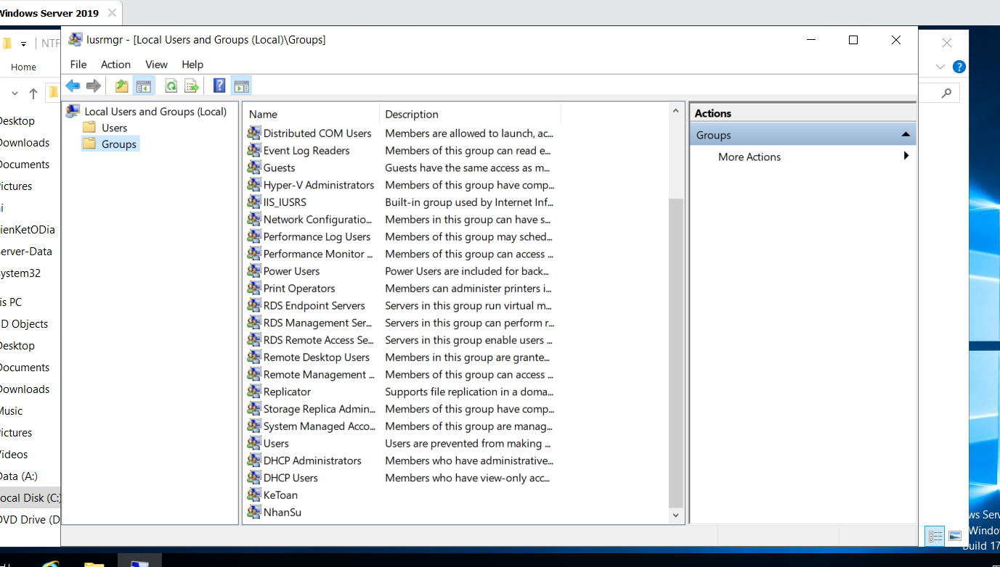 Windows Server 2019
lusrmgr - [Local Users and Groups (Local)\Groups]
NTF
Home
File Action View Help
Desktop
Downloads
Documents
ictures
i
ienKetODia
erver-Data
ystem32
is PC
D Objects
Desktop
Documents
Downloads
Music
ictures
ideos
Data (A:)
ocal Disk (C:)
DVD Drive (D
Local Users and Groups (Local)
Users
Groups
Name Description
Distributed COM Users Members are allowed to launch, ac...
Event Log Readers Members of this group can read e...
Guests Guests have the same access as m...
Hyper-V Administrators Members of this group have comp...
IIS_IUSRS Built-in group used by Internet Inf...
Network Configuratio... Members in this group can have s...
Performance Log Users Members of this group may sched...
Performance Monitor ... Members of this group can access ...
Power Users Power Users are included for back...
Print Operators Members can administer printers i...
RDS Endpoint Servers Servers in this group run virtual m...
RDS Management Ser... Servers in this group can perform r...
RDS Remote Access Se... Servers in this group enable users ...
Remote Desktop Users Members in this group are grante...
Remote Management ... Members of this group can access ...
Replicator Supports file replication in a doma...
Storage Replica Admin... Members of this group have comp...
System Managed Acco... Members of this group are manag...
Users Users are prevented from making ...
DHCP Administrators Members who have administrative...
DHCP Users Members who have view-only acc...
KeToan
NhanSu
Actions
Groups
More Actions
ws Serv
Windo
Build 17